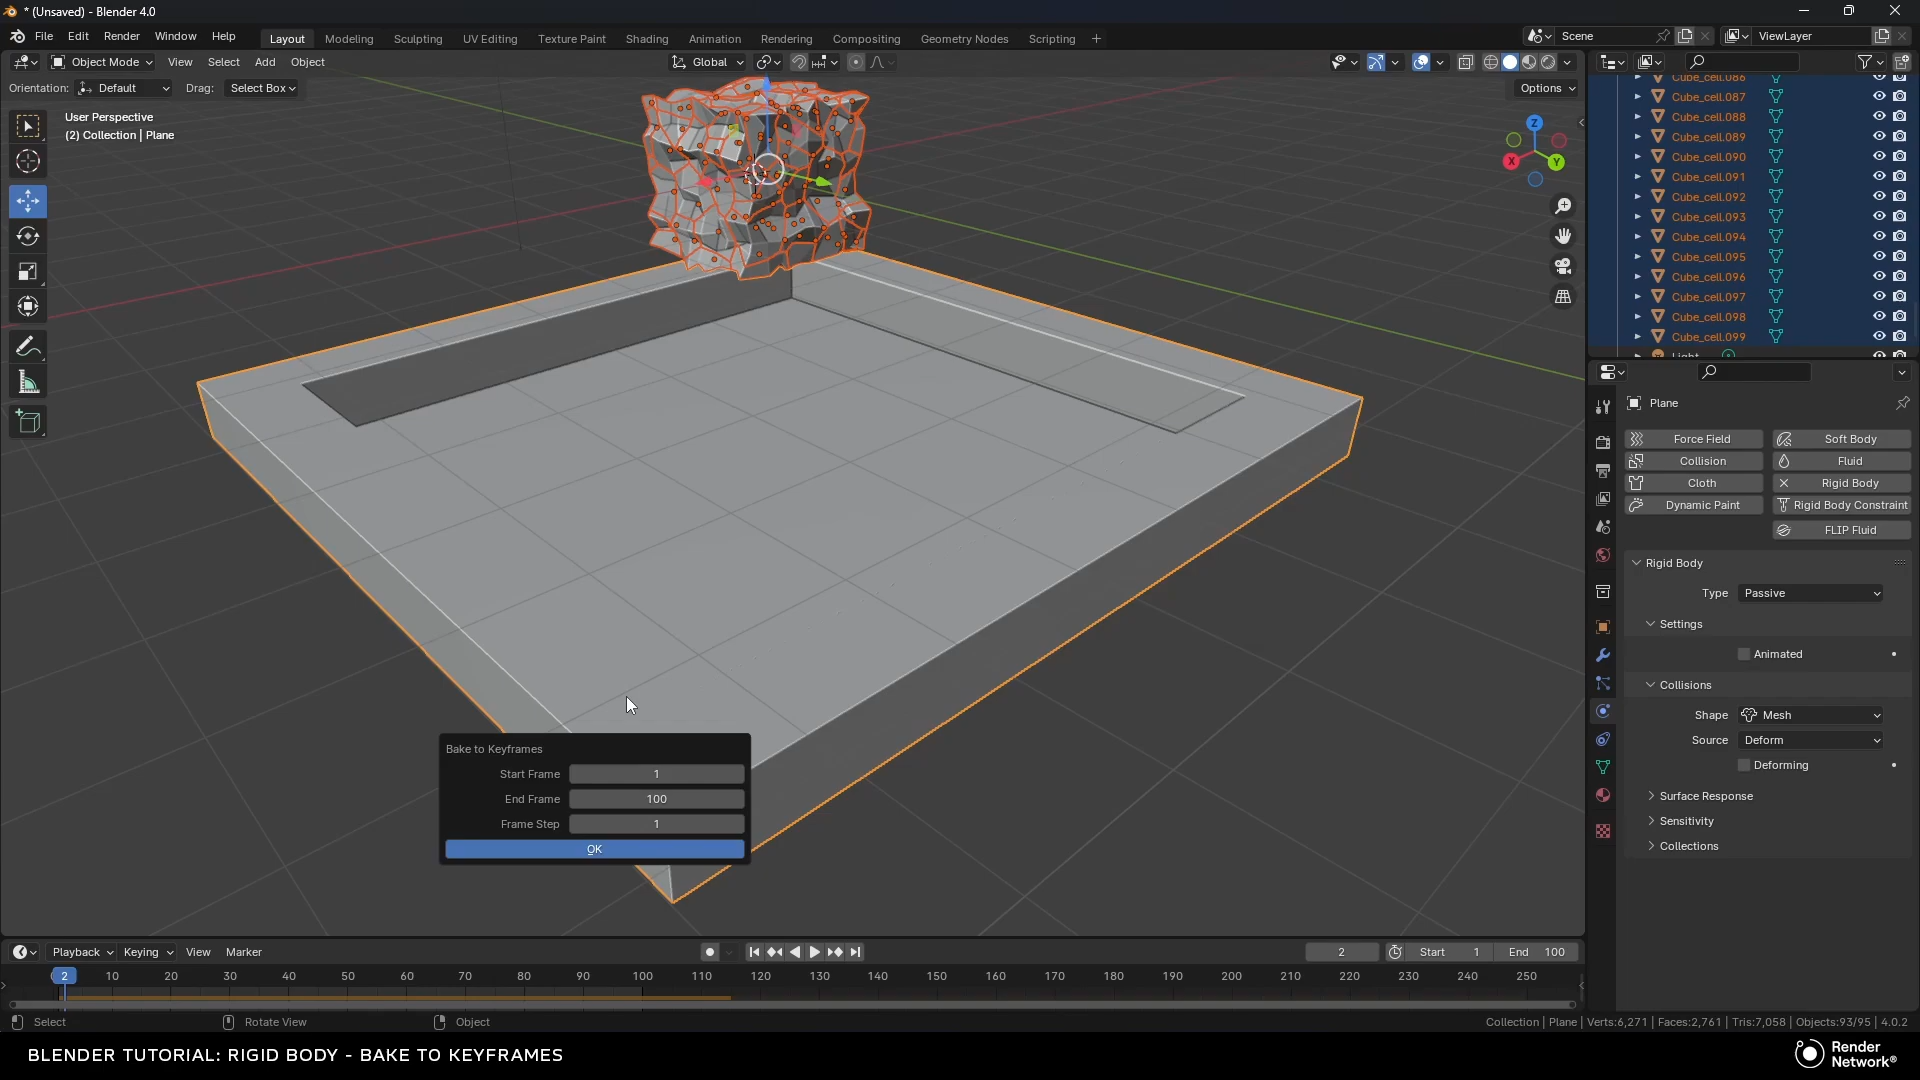 * (Unsaved) - Blender 4.0
File Edit Render Window Help
Layout Modeling Sculpting UV Editing Texture Paint Shading Animation Rendering Compositing Geometry Nodes Scripting +
Scene
ViewLayer
Object Mode View Select Add Object
Global
Orientation: Default Drag: Select Box
Options
User Perspective
(2) Collection | Plane
Z
X
Y
Cube_cell.086
Cube_cell.087
Cube_cell.088
Cube_cell.089
Cube_cell.090
Cube_cell.091
Cube_cell.092
Cube_cell.093
Cube_cell.094
Cube_cell.095
Cube_cell.096
Cube_cell.097
Cube_cell.098
Cube_cell.099
Light
Plane
Force Field Soft Body
Collision Fluid
Cloth Rigid Body
Dynamic Paint Rigid Body Constraint
FLIP Fluid
Rigid Body
Type Passive
Settings
Animated
Collisions
Shape Mesh
Source Deform
Deforming
Surface Response
Sensitivity
Collections
Bake to Keyframes
Start Frame 1
End Frame 100
Frame Step 1
OK
Playback Keying View Marker
2 Start 1 End 100
2 10 20 30 40 50 60 70 80 90 100 110 120 130 140 150 160 170 180 190 200 210 220 230 240 250
Select Rotate View Object
Collection | Plane | Verts:6,271 | Faces:2,761 | Tris:7,058 | Objects:93/95 | 4.0.2
BLENDER TUTORIAL: RIGID BODY - BAKE TO KEYFRAMES
Render
Network®